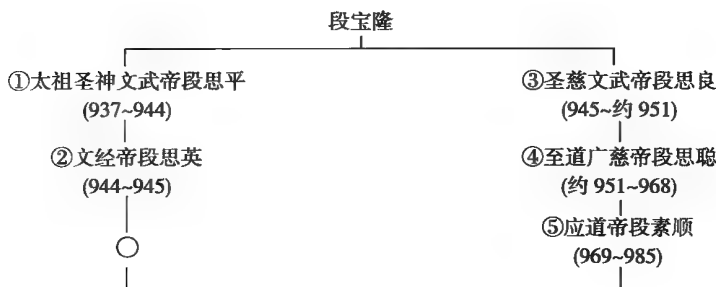 段宝隆
①太祖圣神文武帝段思平
(937~944)
③圣慈文武帝段思良
(945~约 951)
②文经帝段思英
(944~945)
④至道广慈帝段思聪
(约 951~968)
⑤应道帝段素顺
(969~985)